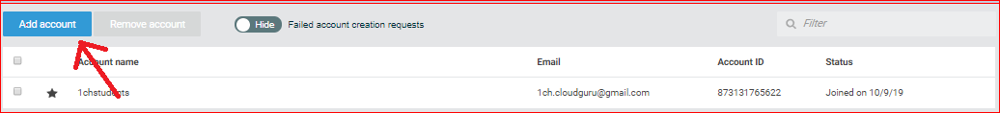 Add account Remove account Hide Failed account creation requests Filter
Account name Email Account ID Status
1chstudents 1ch.cloudguru@gmail.com 873131765622 Joined on 10/9/19